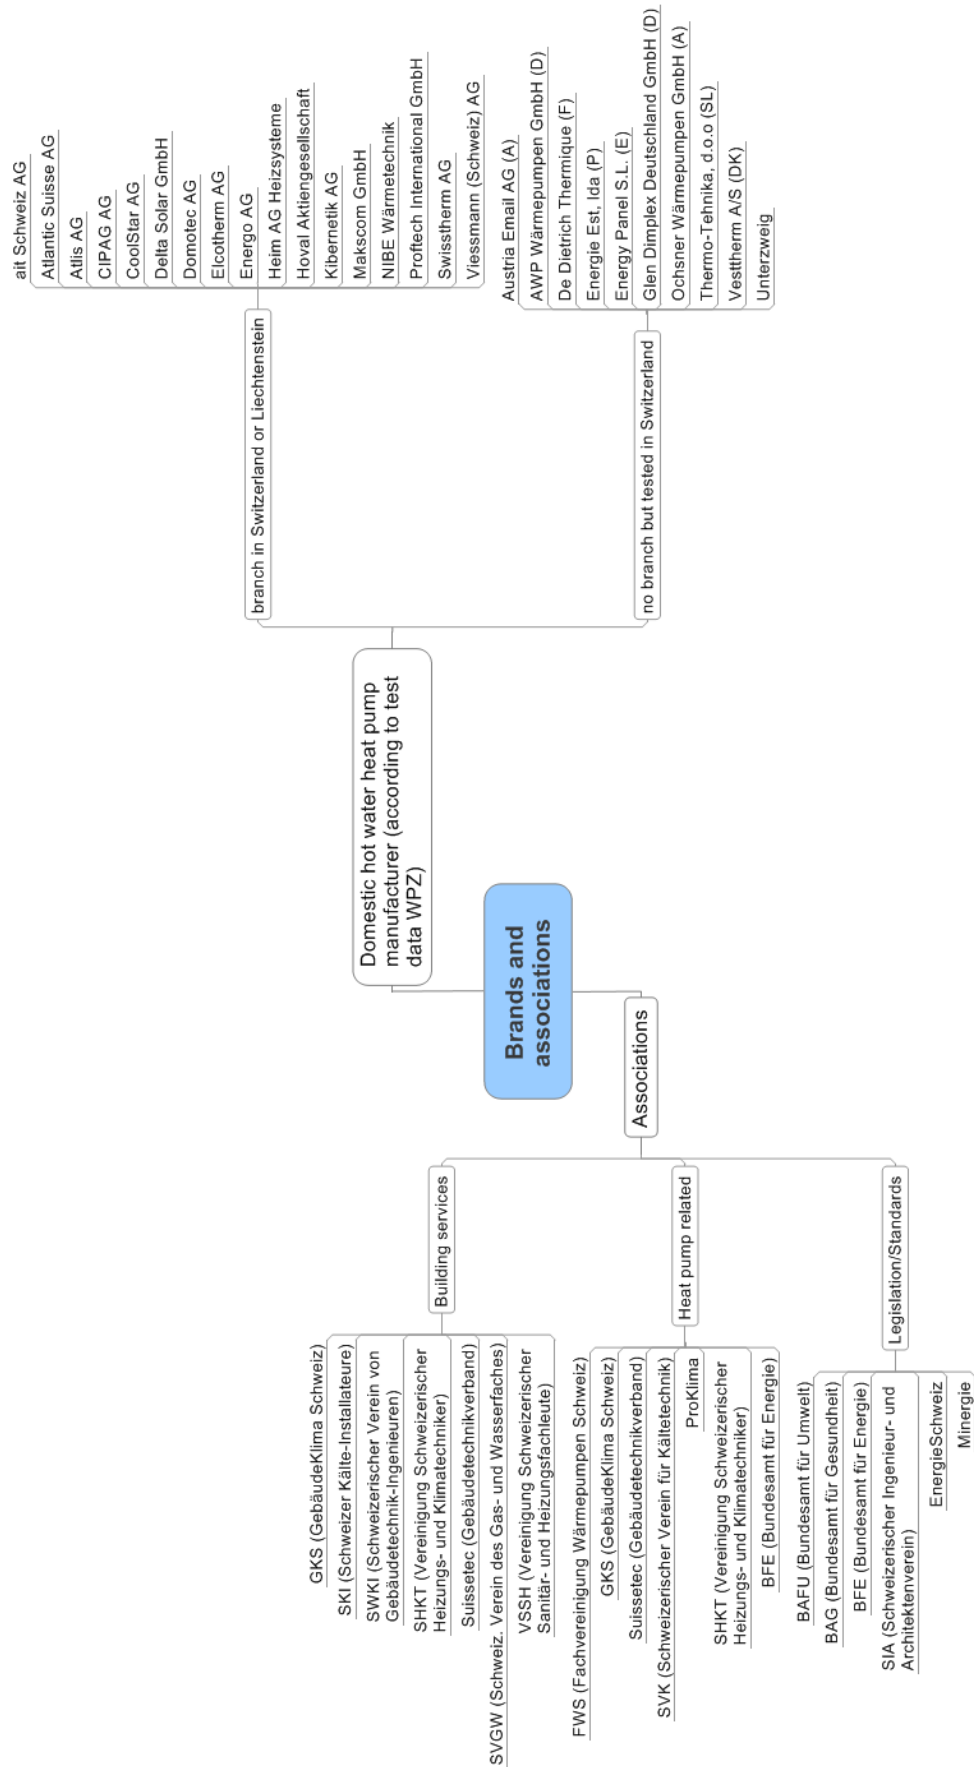 Brands and
associations
Domestic hot water heat pump
manufacturer (according to test
data WPZ)
branch in Switzerland or Liechtenstein
ait Schweiz AG
Atlantic Suisse AG
Atlis AG
CIPAG AG
CoolStar AG
Delta Solar GmbH
Domotec AG
Elcotherm AG
Energo AG
Heim AG Heizsysteme
Hoval Aktiengesellschaft
Kibernetik AG
Makscom GmbH
NIBE Wärmetechnik
Proftech International GmbH
Swisstherm AG
Viessmann (Schweiz) AG
no branch but tested in Switzerland
Austria Email AG (A)
AWP Wärmepumpen GmbH (D)
De Dietrich Thermique (F)
Energie Est, lda (P)
Energy Panel S.L. (E)
Glen Dimplex Deutschland GmbH (D)
Ochsner Wärmepumpen GmbH (A)
Thermo-Tehnika, d.o.o (SL)
Vesttherm A/S (DK)
Unterzweig
Associations
Building services
GKS (GebäudeKlima Schweiz)
SKI (Schweizer Kälte-Installateure)
SWKI (Schweizerischer Verein von
Gebäudetechnik-Ingenieuren)
SHKT (Vereinigung Schweizerischer
Heizungs- und Klimatechniker)
Suissetec (Gebäudetechnikverband)
SVGW (Schweiz. Verein des Gas- und Wasserfaches)
VSSH (Vereinigung Schweizerischer
Sanitär- und Heizungsfachleute)
Heat pump related
FWS (Fachvereinigung Wärmepumpen Schweiz)
GKS (GebäudeKlima Schweiz)
Suissetec (Gebäudetechnikverband)
SVK (Schweizerischer Verein für Kältetechnik)
ProKlima
SHKT (Vereinigung Schweizerischer
Heizungs- und Klimatechniker)
BFE (Bundesamt für Energie)
Legislation/Standards
BAFU (Bundesamt für Umwelt)
BAG (Bundesamt für Gesundheit)
BFE (Bundesamt für Energie)
SIA (Schweizerischer Ingenieur- und
Architektenverein)
EnergieSchweiz
Minergie